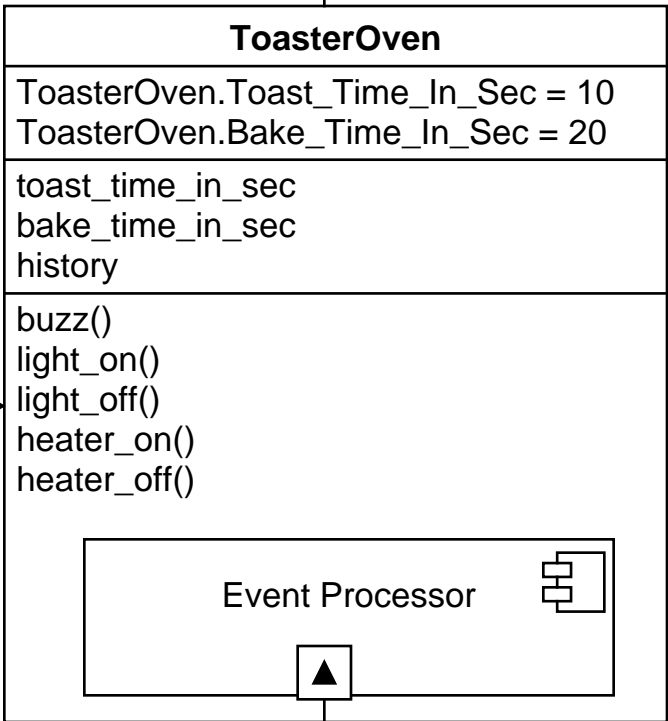 ToasterOven
ToasterOven.Toast_Time_In_Sec = 10
ToasterOven.Bake_Time_In_Sec = 20
toast_time_in_sec
bake_time_in_sec
history
buzz()
light_on()
light_off()
heater_on()
heater_off()
Event Processor